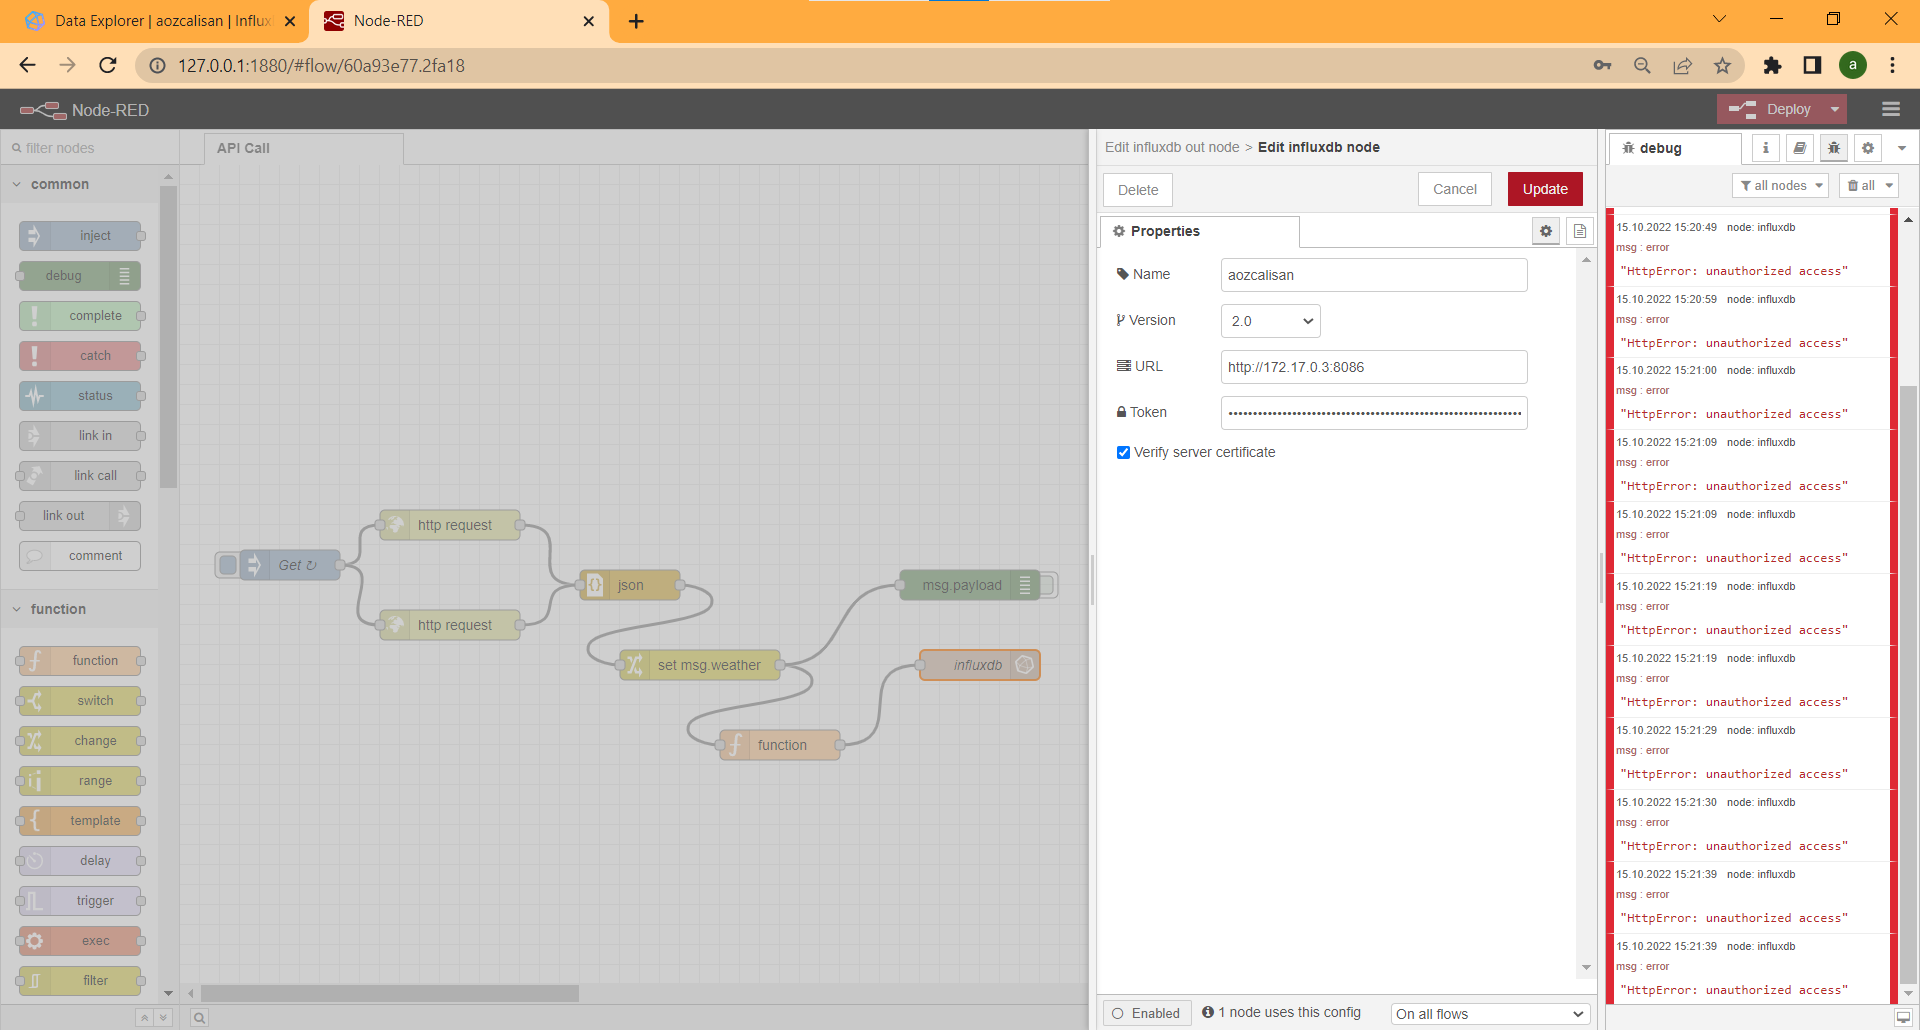 Data Explorer | aozcalisan | Influx
Node-RED
127.0.0.1:1880/#flow/60a93e77.2fa18
a
Node-RED
Deploy
filter nodes
common
inject
debug
complete
catch
status
link in
link call
link out
comment
function
function
switch
change
range
template
delay
trigger
exec
filter
API Call
Get ↻
http request
http request
json
set msg.weather
msg.payload
influxdb
function
Edit influxdb out node > Edit influxdb node
Delete
Cancel
Update
Properties
Name
aozcalisan
Version
2.0
URL
http://172.17.0.3:8086
Token
Verify server certificate
Enabled
1 node uses this config
On all flows
debug
all nodes
all
15.10.2022 15:20:49 node: influxdb
msg : error
"HttpError: unauthorized access"
15.10.2022 15:20:59 node: influxdb
msg : error
"HttpError: unauthorized access"
15.10.2022 15:21:00 node: influxdb
msg : error
"HttpError: unauthorized access"
15.10.2022 15:21:09 node: influxdb
msg : error
"HttpError: unauthorized access"
15.10.2022 15:21:09 node: influxdb
msg : error
"HttpError: unauthorized access"
15.10.2022 15:21:19 node: influxdb
msg : error
"HttpError: unauthorized access"
15.10.2022 15:21:19 node: influxdb
msg : error
"HttpError: unauthorized access"
15.10.2022 15:21:29 node: influxdb
msg : error
"HttpError: unauthorized access"
15.10.2022 15:21:30 node: influxdb
msg : error
"HttpError: unauthorized access"
15.10.2022 15:21:39 node: influxdb
msg : error
"HttpError: unauthorized access"
15.10.2022 15:21:39 node: influxdb
msg : error
"HttpError: unauthorized access"